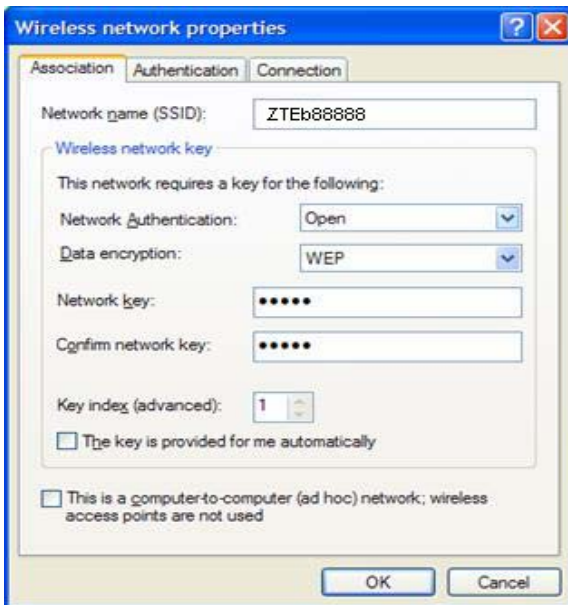 Wireless network properties
Association Authentication Connection
Network name (SSID): ZTEb88888
Wireless network key
This network requires a key for the following:
Network Authentication: Open
Data encryption: WEP
Network key: •••••
Confirm network key: •••••
Key index (advanced): 1
The key is provided for me automatically
This is a computer-to-computer (ad hoc) network; wireless
access points are not used
OK Cancel